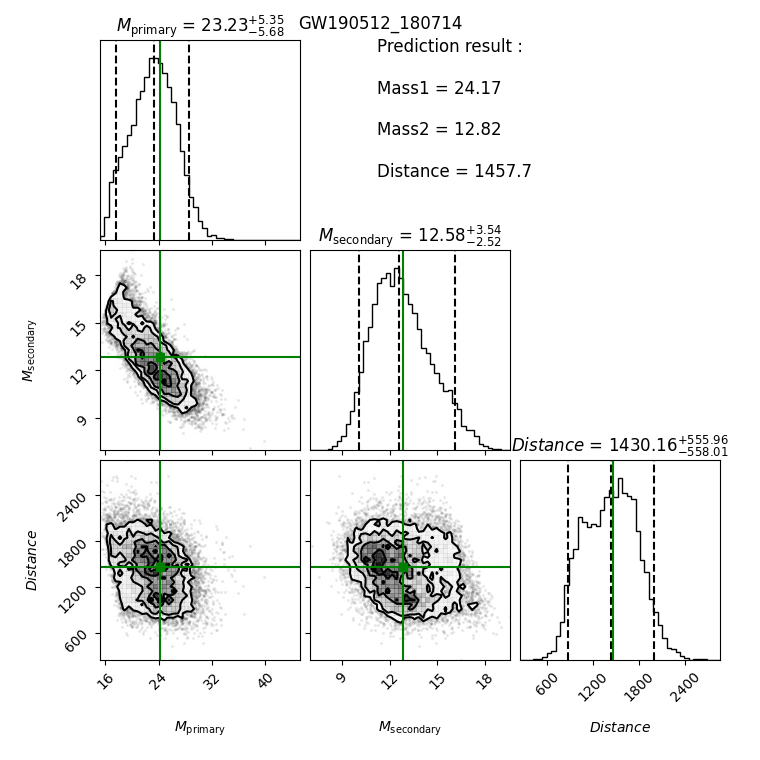 M_primary = 23.23 +5.35 −5.68
GW190512_180714
Prediction result :
Mass1 = 24.17
Mass2 = 12.82
Distance = 1457.7
M_secondary = 12.58 +3.54 −2.52
18
15
12
9
M_secondary
Distance = 1430.16 +555.96 −558.01
2400
1800
1200
600
Distance
16 24 32 40
9 12 15 18
600 1200 1800 2400
M_primary
M_secondary
Distance